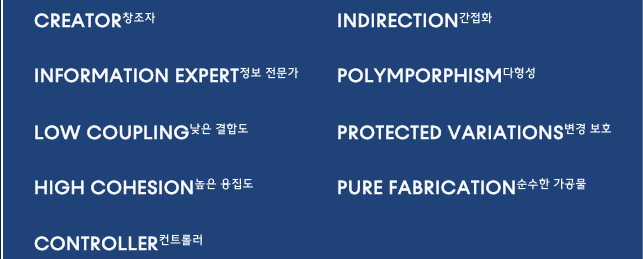 CREATOR창조자
INFORMATION EXPERT정보 전문가
LOW COUPLING낮은 결합도
HIGH COHESION높은 응집도
CONTROLLER컨트롤러
INDIRECTION간접화
POLYMPORPHISM다형성
PROTECTED VARIATIONS변경 보호
PURE FABRICATION순수한 가공물